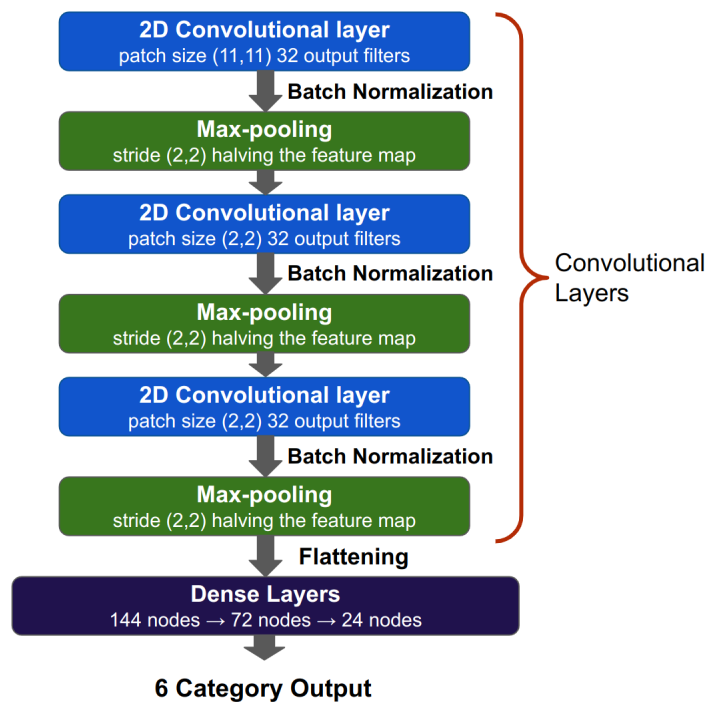 2D Convolutional layer
patch size (11,11) 32 output filters
Batch Normalization
Max-pooling
stride (2,2) halving the feature map
2D Convolutional layer
patch size (2,2) 32 output filters
Batch Normalization
Max-pooling
stride (2,2) halving the feature map
2D Convolutional layer
patch size (2,2) 32 output filters
Batch Normalization
Max-pooling
stride (2,2) halving the feature map
Convolutional
Layers
Flattening
Dense Layers
144 nodes → 72 nodes → 24 nodes
6 Category Output